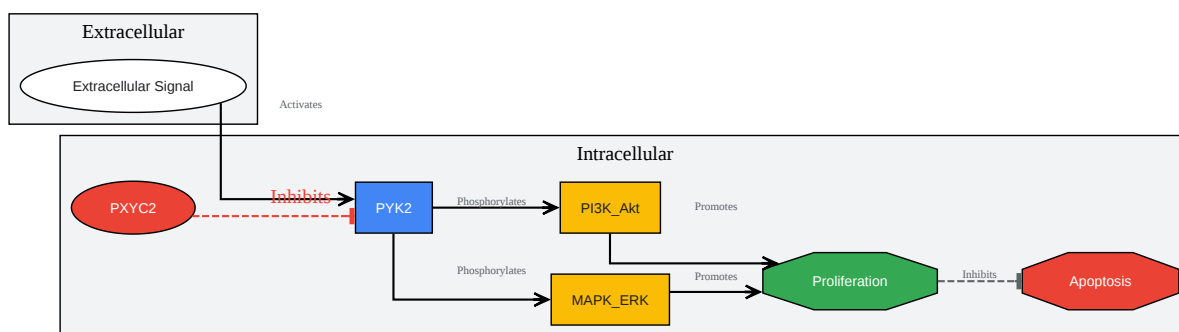 Extracellular
Extracellular Signal
Activates
Intracellular
PXYC2
Inhibits
PYK2
Phosphorylates
PI3K_Akt
Promotes
Phosphorylates
MAPK_ERK
Promotes
Proliferation
Inhibits
Apoptosis